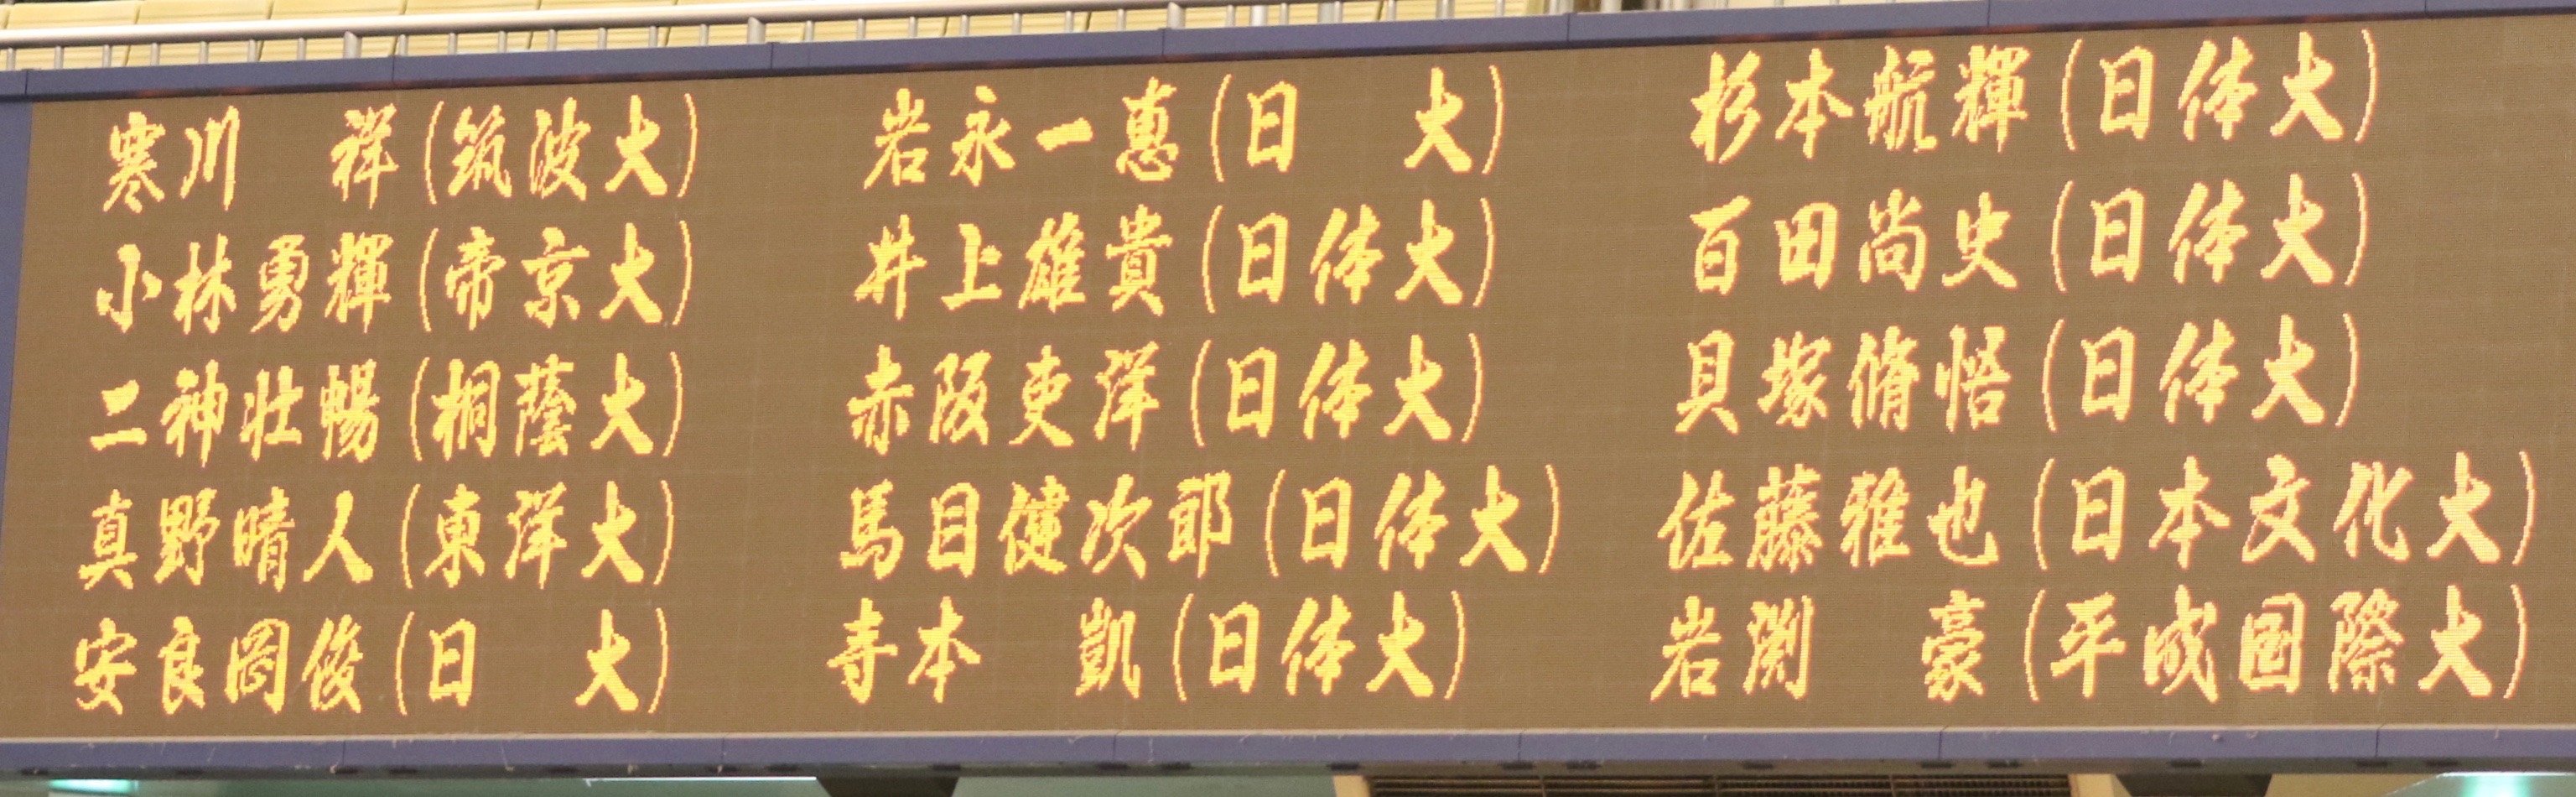 寒川　祥(筑波大)
小林勇輝(帝京大)
二神壮暢(桐蔭大)
真野晴人(東洋大)
安良岡俊(日　大)
岩永一恵(日　大)
井上雄貴(日体大)
赤阪吏洋(日体大)
馬目健次郎(日体大)
寺本　凱(日体大)
杉本航輝(日体大)
百田尚史(日体大)
貝塚脩悟(日体大)
佐藤雅也(日本文化大)
岩渕　豪(平成国際大)